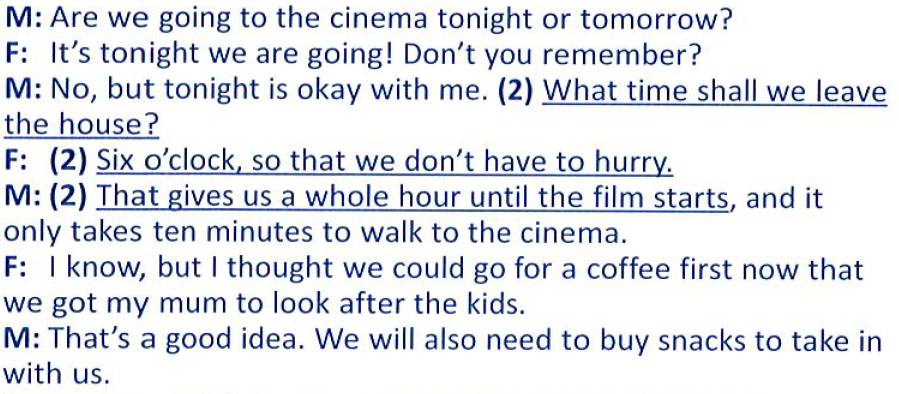 M: Are we going to the cinema tonight or tomorrow?
F: It's tonight we are going! Don't you remember?
M: No, but tonight is okay with me. (2) What time shall we leave
the house?
F: (2) Six o'clock, so that we don't have to hurry.
M: (2) That gives us a whole hour until the film starts, and it
only takes ten minutes to walk to the cinema.
F: I know, but I thought we could go for a coffee first now that
we got my mum to look after the kids.
M: That's a good idea. We will also need to buy snacks to take in
with us.